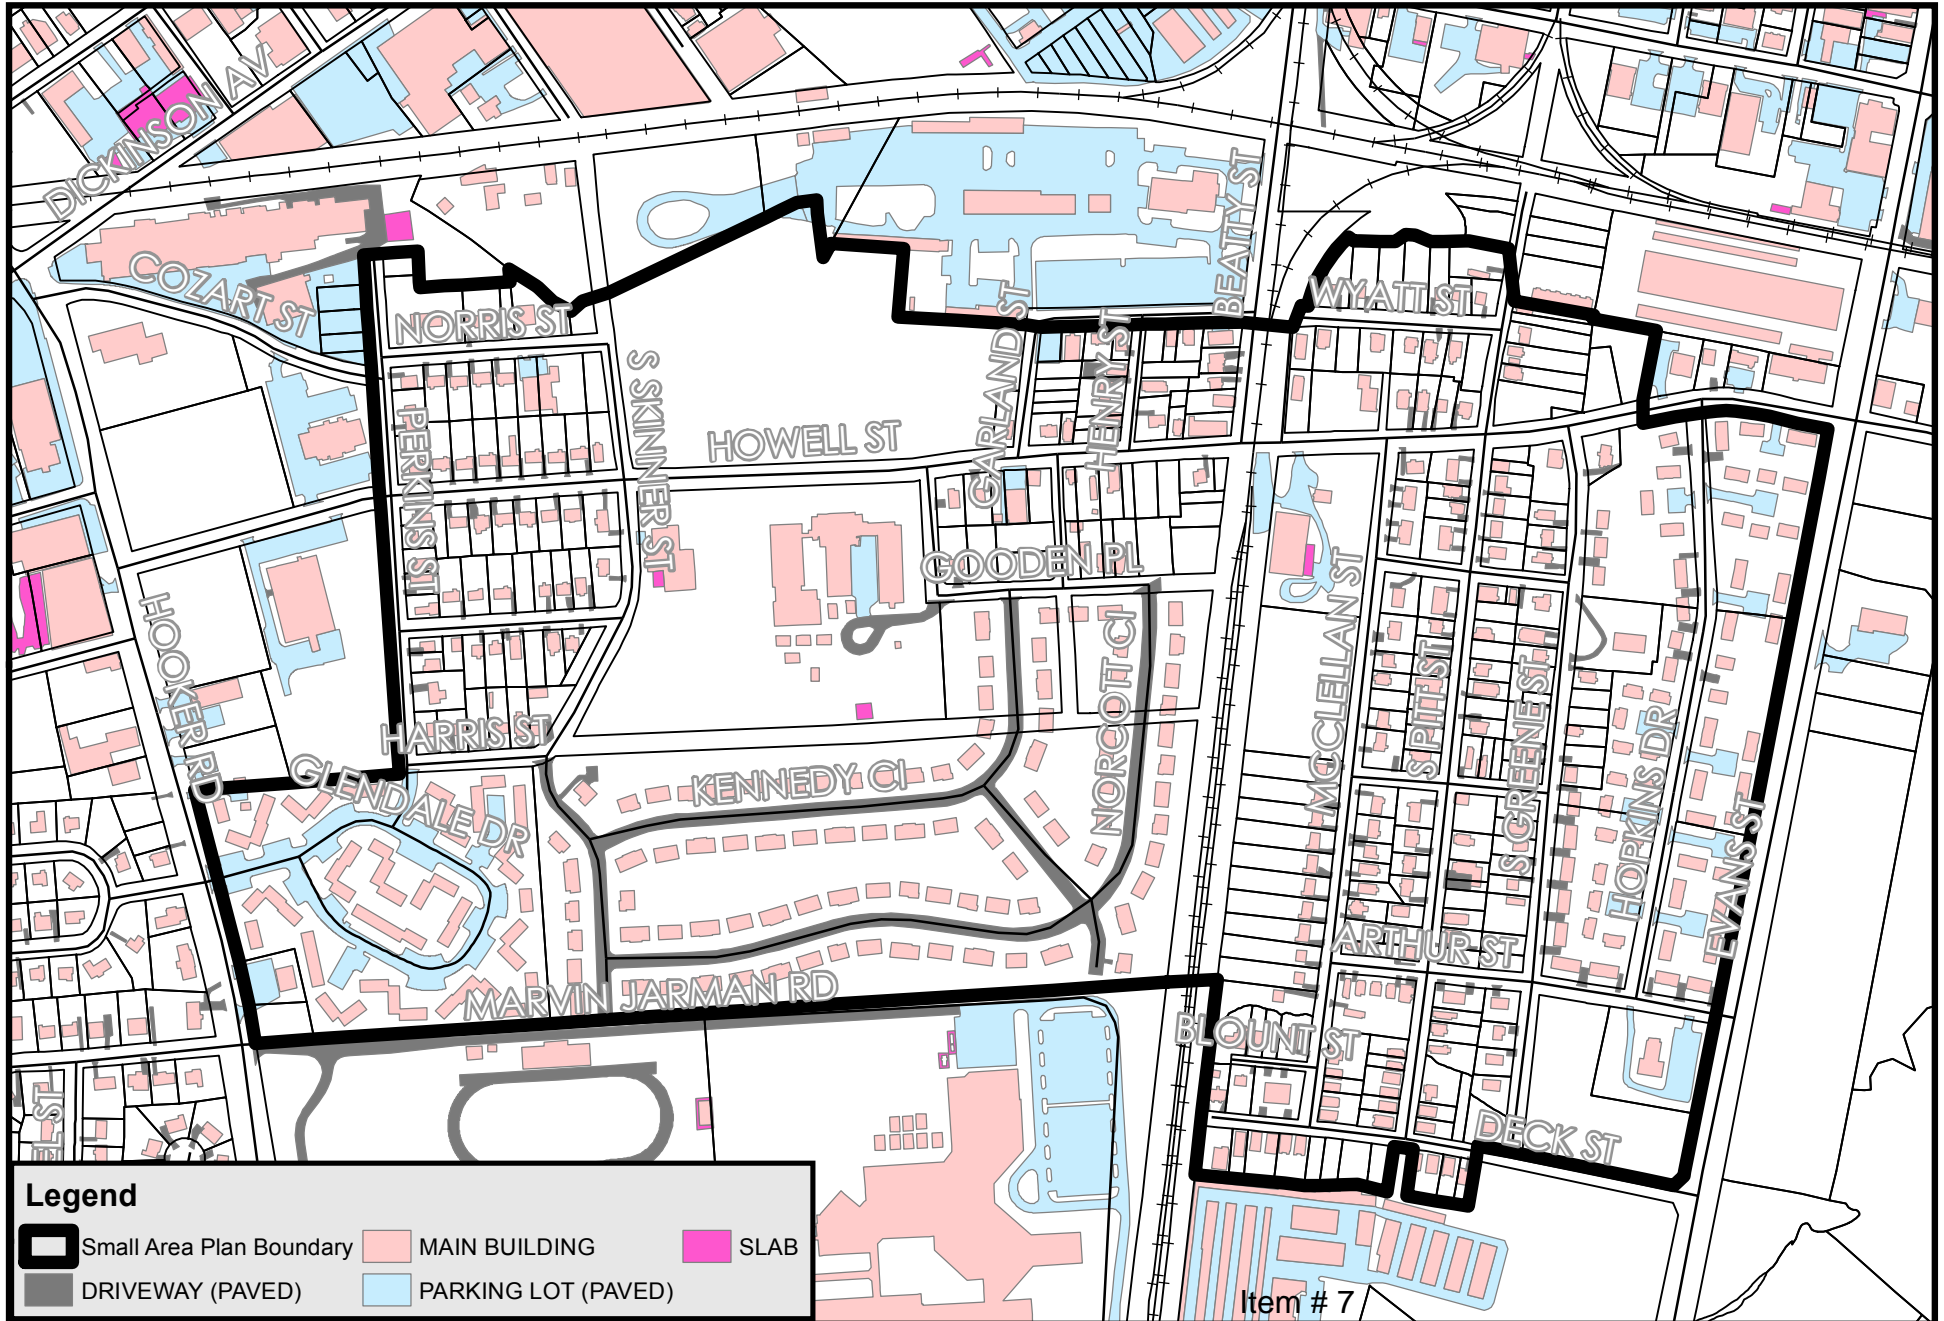 DICKINSON AV
COZART ST
NORRIS ST
BEATTY ST
WYATT ST
GARLAND ST
HENRY ST
S SKINNER ST
PERKINS ST
HOWELL ST
GOODEN PL
HOOKER RD
HARRIS ST
GLENDALE DR
KENNEDY CI
NORCOTT CI
MCCLELLAN ST
S PITT ST
S GREENE ST
HOPKINS DR
EVANS ST
ARTHUR ST
MARVIN JARMAN RD
BLOUNT ST
DECK ST
EL ST
Legend
Small Area Plan Boundary
MAIN BUILDING
SLAB
DRIVEWAY (PAVED)
PARKING LOT (PAVED)
Item # 7